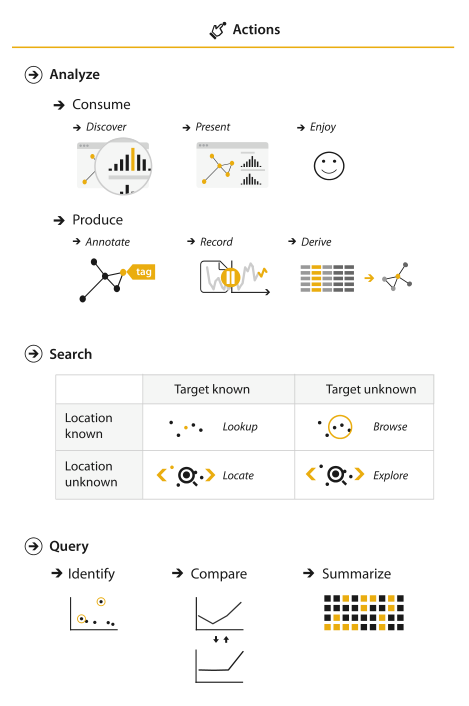 Actions
Analyze
Consume
Discover
Present
Enjoy
Produce
Annotate
Record
Derive
tag
Search
Target known
Target unknown
Location
known
Lookup
Browse
Location
unknown
Locate
Explore
Query
Identify
Compare
Summarize